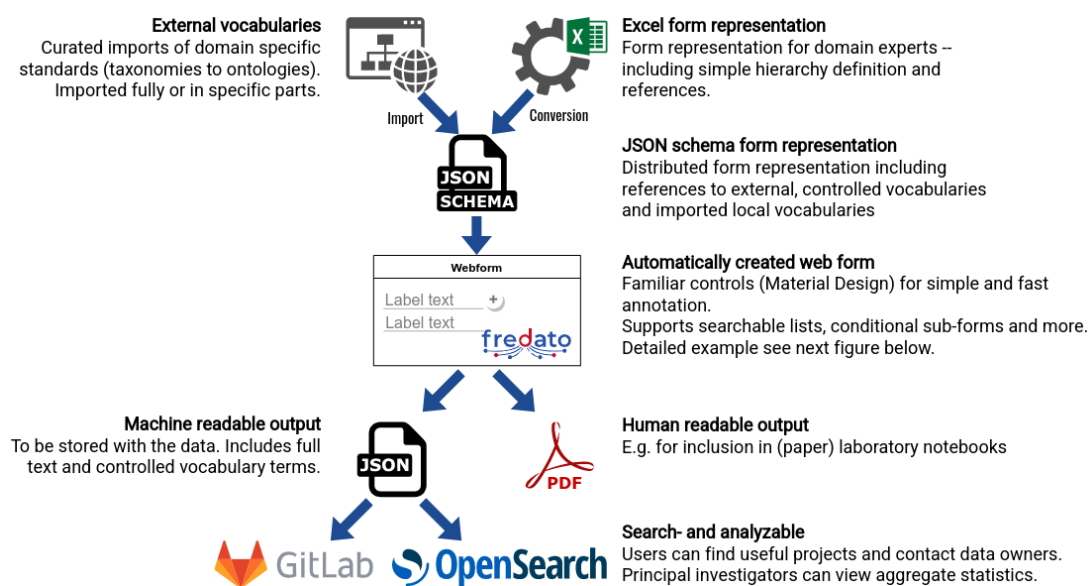 External vocabularies
Curated imports of domain specific
standards (taxonomies to ontologies).
Imported fully or in specific parts.
X
Excel form representation
Form representation for domain experts --
including simple hierarchy definition and
references.
Import
Conversion
JSON
SCHEMA
JSON schema form representation
Distributed form representation including
references to external, controlled vocabularies
and imported local vocabularies
Webform
Label text
+
Label text
fredato
Automatically created web form
Familiar controls (Material Design) for simple and fast
annotation.
Supports searchable lists, conditional sub-forms and more.
Detailed example see next figure below.
Machine readable output
To be stored with the data. Includes full
text and controlled vocabulary terms.
JSON
PDF
Human readable output
E.g. for inclusion in (paper) laboratory notebooks
GitLab
OpenSearch
Search- and analyzable
Users can find useful projects and contact data owners.
Principal investigators can view aggregate statistics.